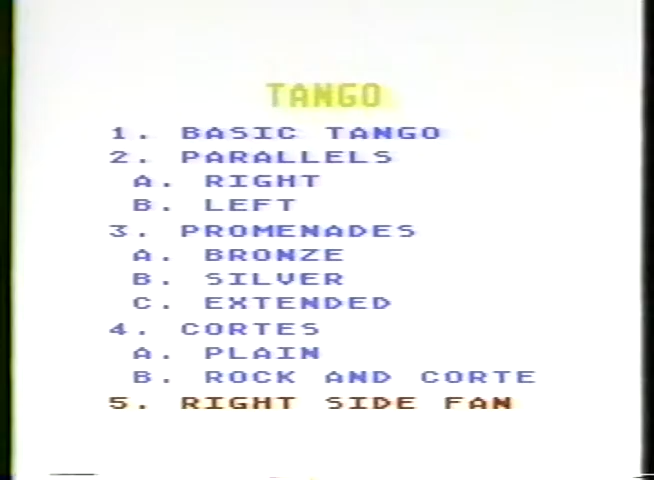 TANGO
1. BASIC TANGO
2. PARALLELS
A. RIGHT
B. LEFT
3. PROMENADES
A. BRONZE
B. SILVER
C. EXTENDED
4. CORTES
A. PLAIN
B. ROCK AND CORTE
5. RIGHT SIDE FAN